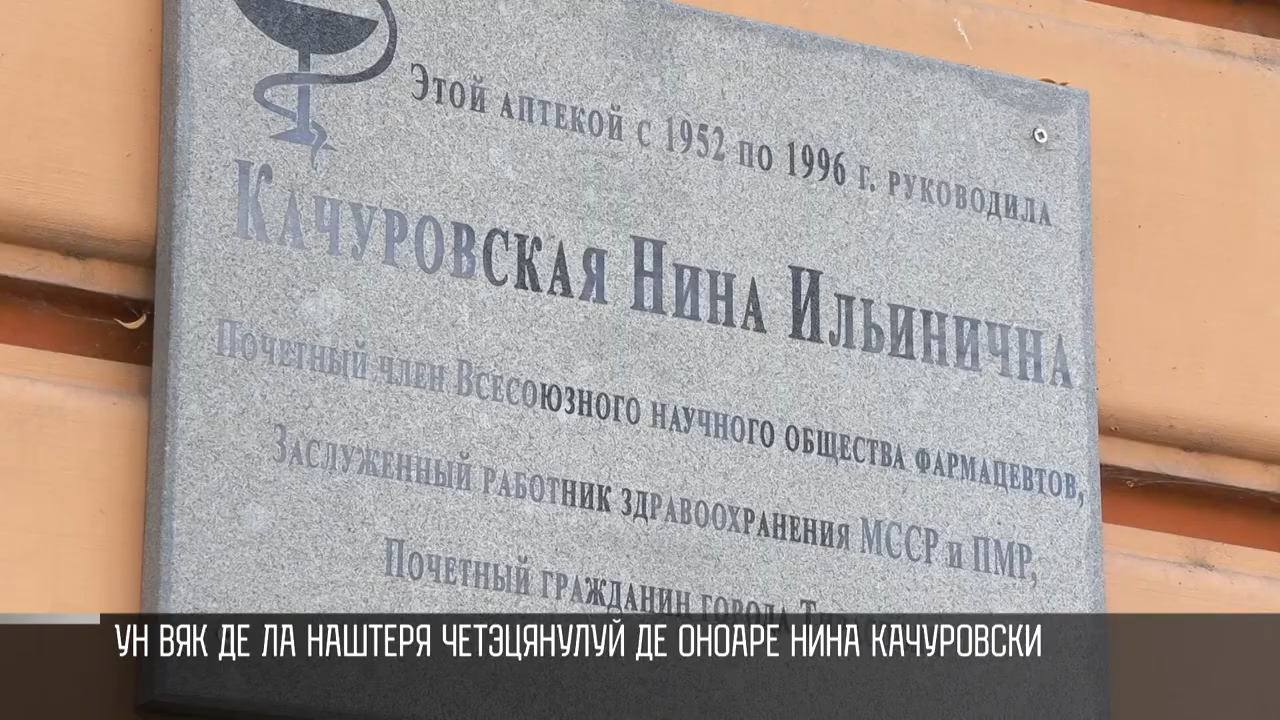 Этой аптекой с 1952 по 1996 г. руководила
Качуровская Нина Ильинична
Почетный член Всесоюзного научного общества фармацевтов,
Заслуженный работник здравоохранения МССР и ПМР,
Почетный гражданин города
УН ВЯК ДЕ ЛА НАШТЕРЯ ЧЕТЭЦЯНУЛУЙ ДЕ ОНОАРЕ НИНА КАЧУРОВСКИ